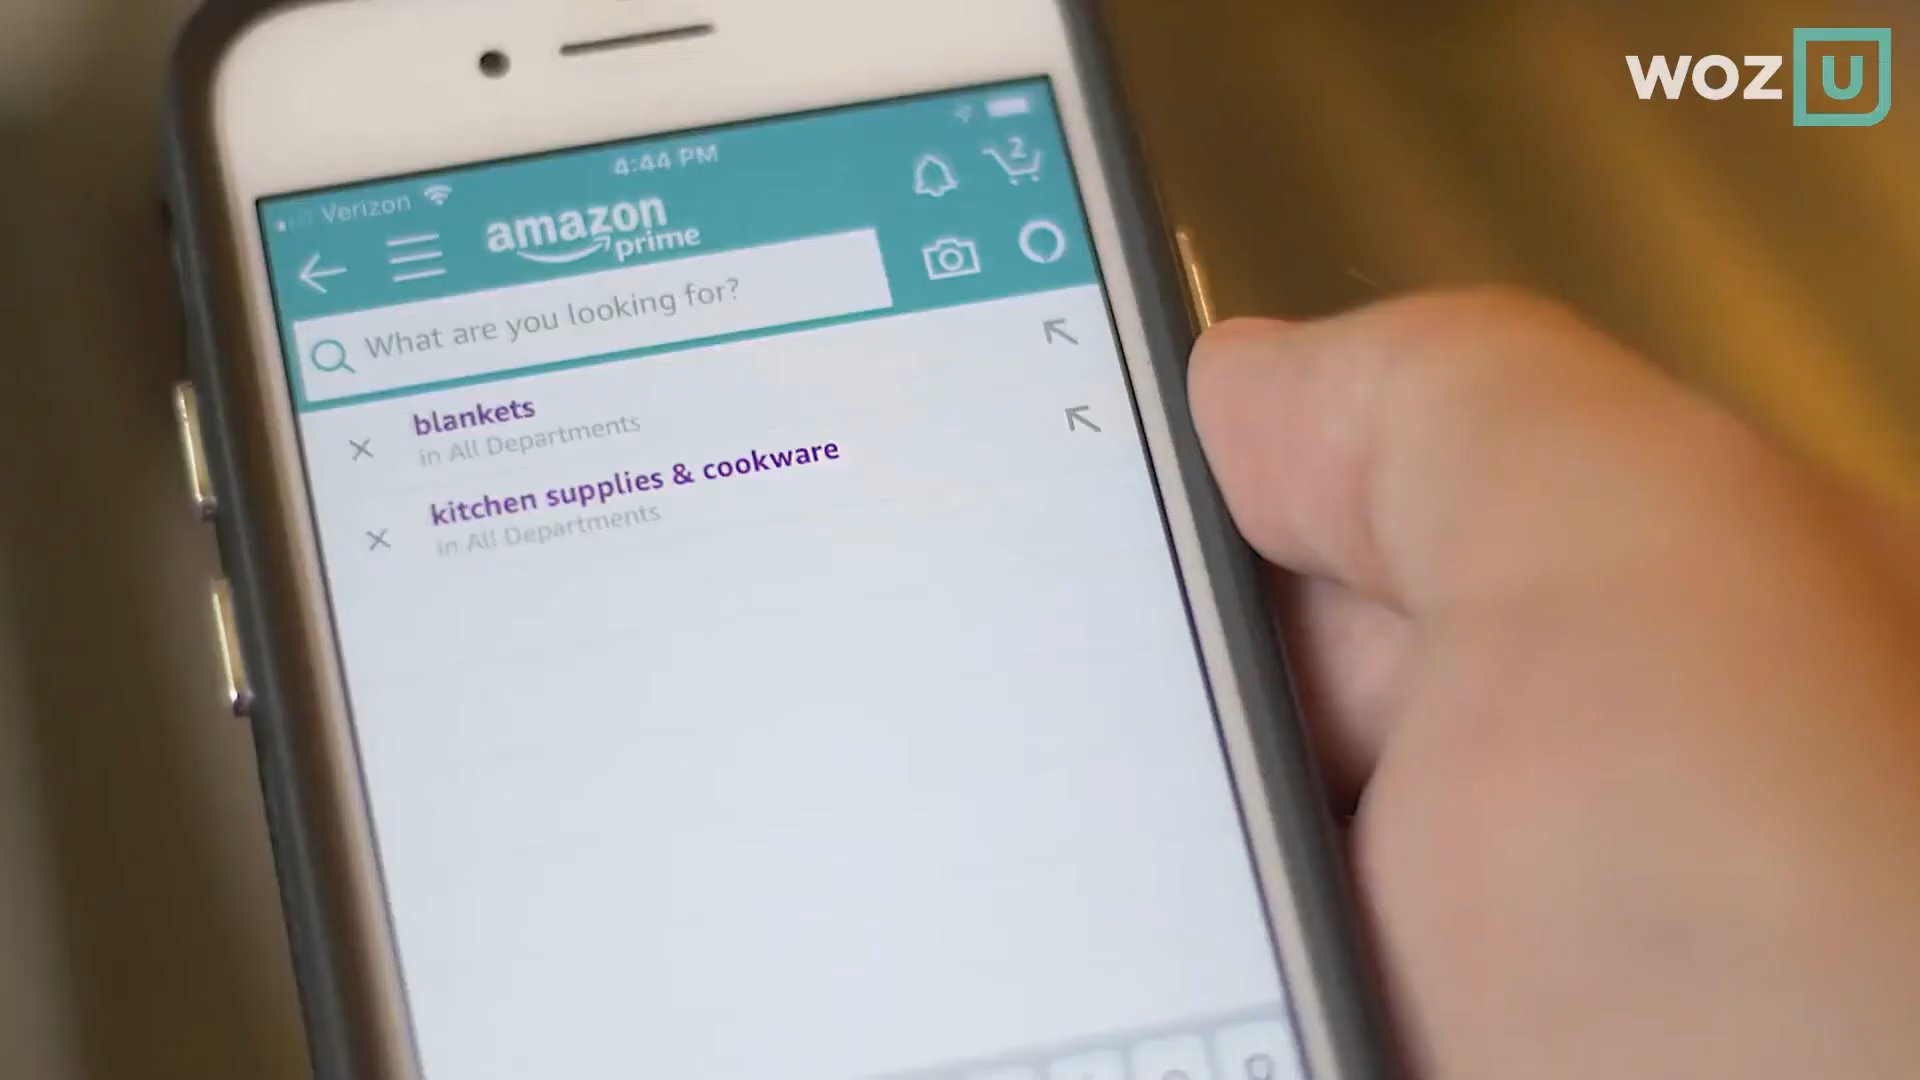 WOZ U
4:44 PM
Verizon
2
amazon
prime
What are you looking for?
blankets
in All Departments
kitchen supplies & cookware
in All Departments